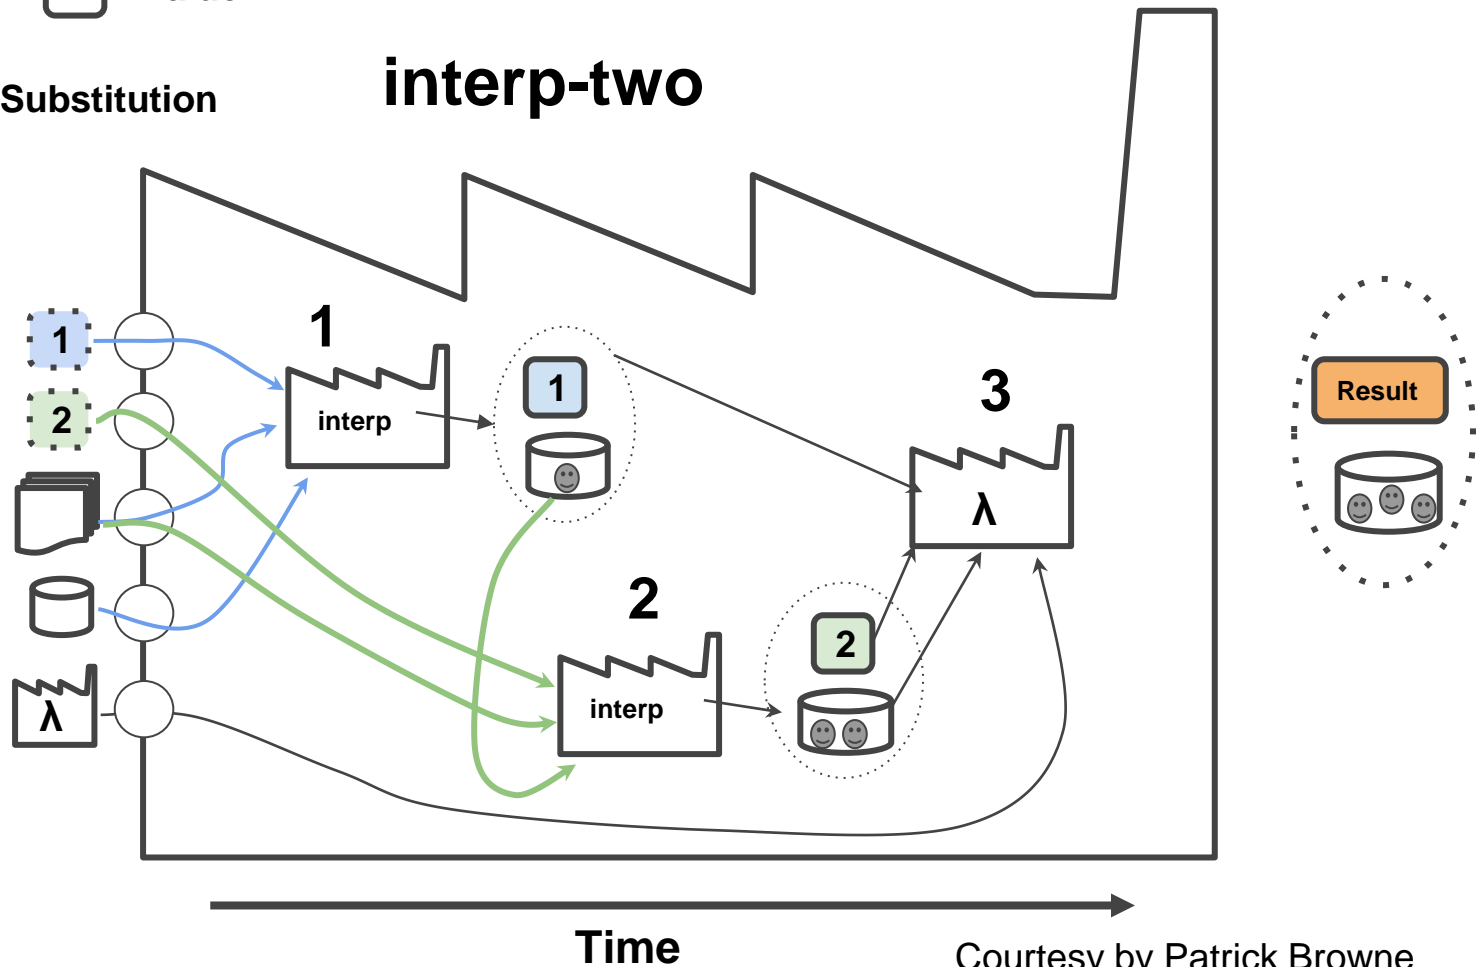 Substitution
interp-two
1
1
2
interp
1
3
Result
λ
2
interp
2
λ
Time
Courtesy by Patrick Browne